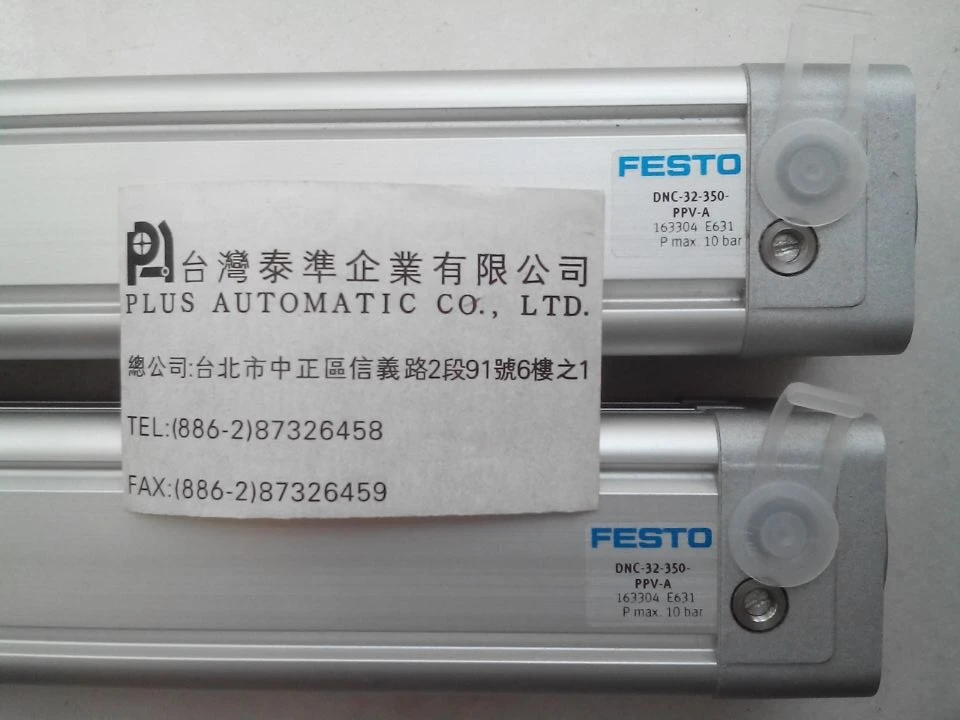 FESTO
DNC-32-350-
PPV-A
163304 E631
P max. 10 bar
台灣泰準企業有限公司
PLUS AUTOMATIC CO., LTD.
總公司:台北市中正區信義路2段91號6樓之1
TEL:(886-2)87326458
FAX:(886-2)87326459
FESTO
DNC-32-350-
PPV-A
163304 E631
P max. 10 bar